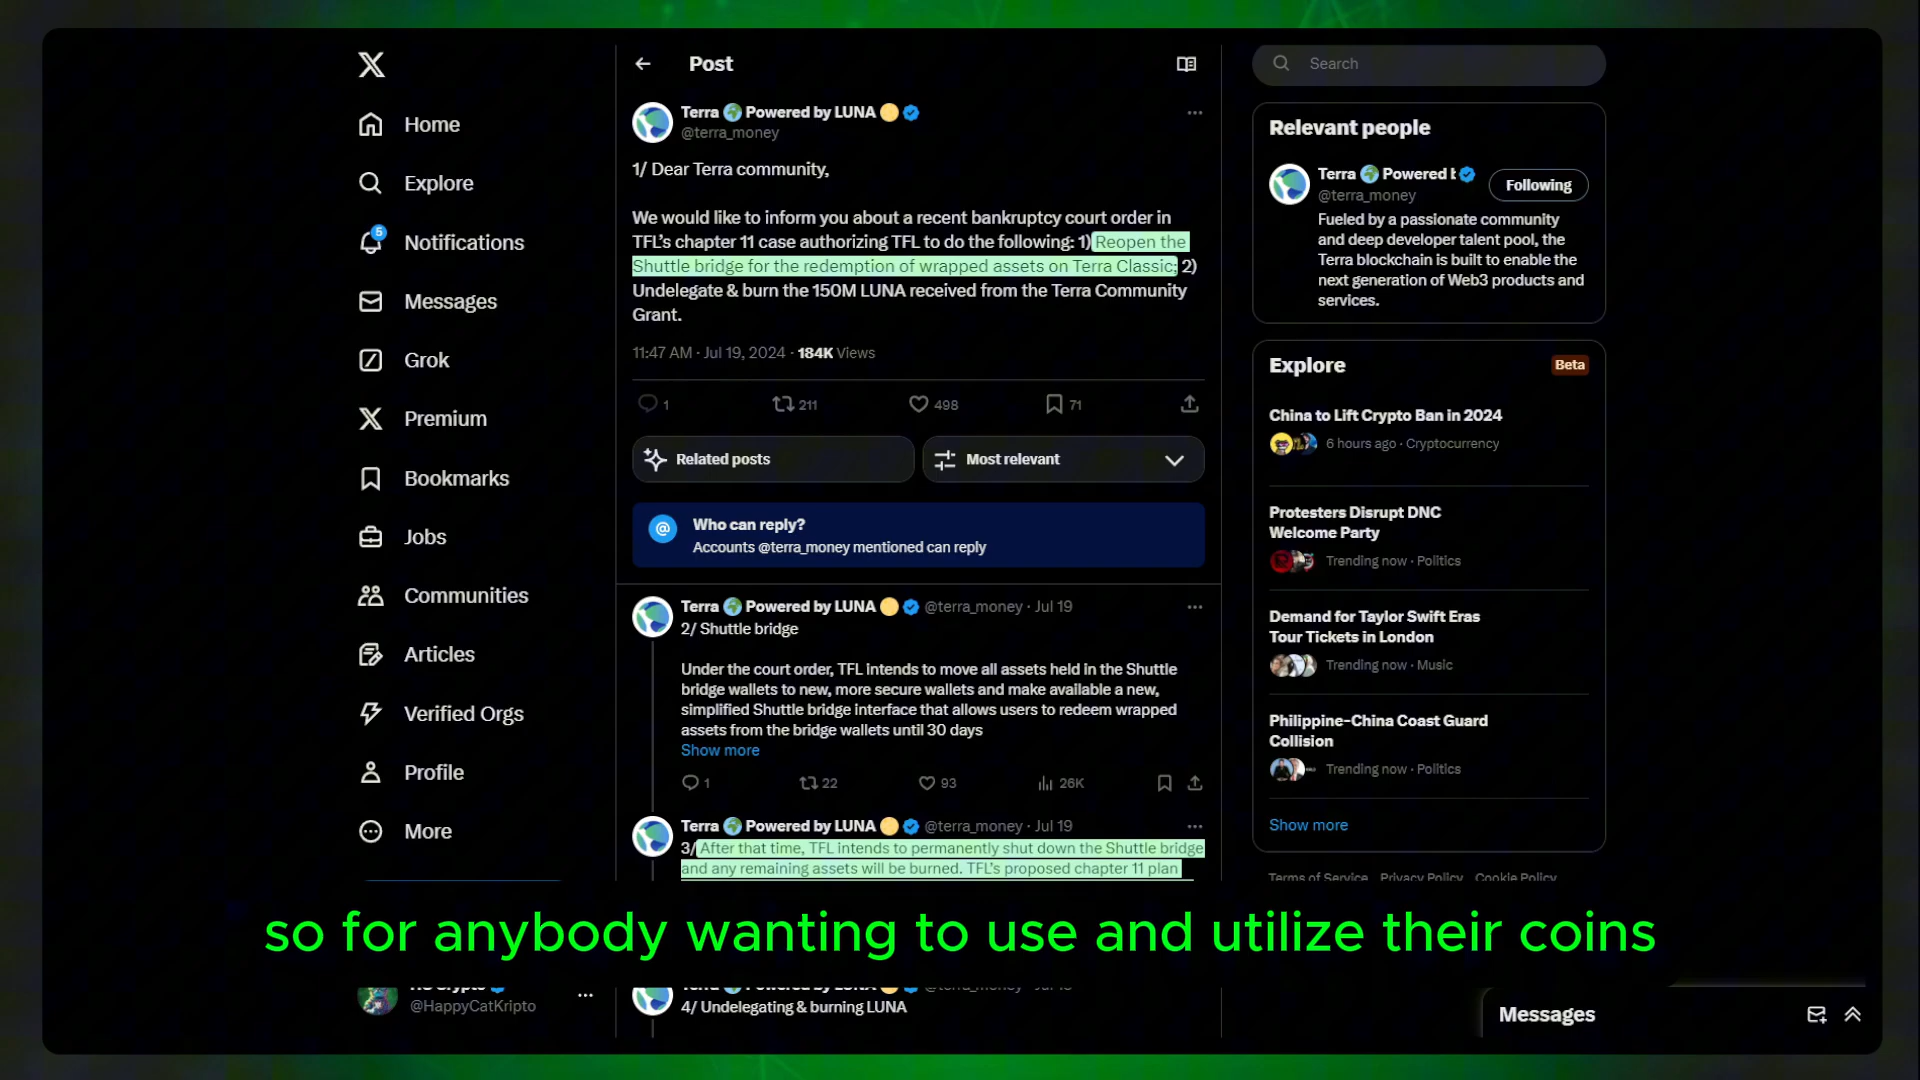 Home
Explore
5
Notifications
Messages
Grok
Premium
Bookmarks
Jobs
Communities
Articles
Verified Orgs
Profile
More
@HappyCatKripto
Post
Terra 🌍 Powered by LUNA 🟡
@terra_money
1/ Dear Terra community,
We would like to inform you about a recent bankruptcy court order in
TFL's chapter 11 case authorizing TFL to do the following: 1) Reopen the
Shuttle bridge for the redemption of wrapped assets on Terra Classic; 2)
Undelegate & burn the 150M LUNA received from the Terra Community
Grant.
11:47 AM · Jul 19, 2024 · 184K Views
1 211 498 71
Related posts
Most relevant
Who can reply?
Accounts @terra_money mentioned can reply
Terra 🌍 Powered by LUNA 🟡 @terra_money · Jul 19
2/ Shuttle bridge
Under the court order, TFL intends to move all assets held in the Shuttle
bridge wallets to new, more secure wallets and make available a new,
simplified Shuttle bridge interface that allows users to redeem wrapped
assets from the bridge wallets until 30 days
Show more
1 22 93 26K
Terra 🌍 Powered by LUNA 🟡 @terra_money · Jul 19
3/ After that time, TFL intends to permanently shut down the Shuttle bridge
and any remaining assets will be burned. TFL's proposed chapter 11 plan
so for anybody wanting to use and utilize their coins
4/ Undelegating & burning LUNA
Search
Relevant people
Terra 🌍 Powered
@terra_money
Following
Fueled by a passionate community
and deep developer talent pool, the
Terra blockchain is built to enable the
next generation of Web3 products and
services.
Explore
Beta
China to Lift Crypto Ban in 2024
6 hours ago · Cryptocurrency
Protesters Disrupt DNC
Welcome Party
Trending now · Politics
Demand for Taylor Swift Eras
Tour Tickets in London
Trending now · Music
Philippine-China Coast Guard
Collision
Trending now · Politics
Show more
Terms of Service Privacy Policy Cookie Policy
Messages